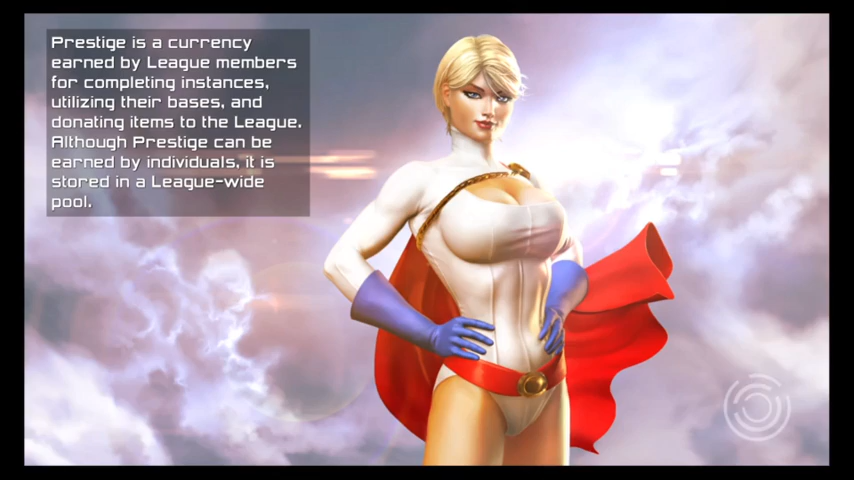 Prestige is a currency
earned by League members
for completing instances,
utilizing their bases, and
donating items to the League.
Although Prestige can be
earned by individuals, it is
stored in a League-wide
pool.